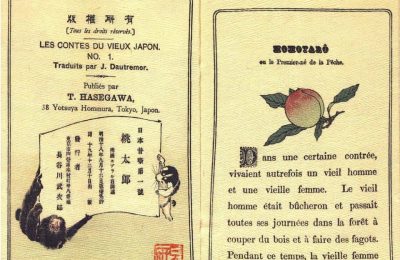 版權所有
[Tous les droits réservés.]
LES CONTES DU VIEUX JAPON.
NO. 1.
Traduits par J. Dautremer.
Publiés par
T. HASEGAWA,
38 Yotsuya Hommura, Tokyo, Japon.
日本昔噺第一號
桃太郎
發行者
長谷川武次郎
MOMOTARÔ
ou le Premier-né de la Pêche.
Dans une certaine contrée,
vivaient autrefois un vieil homme
et une vieille femme. Le vieil
homme était bûcheron et passait
toutes ses journées dans la forêt à
couper du bois et à faire des fagots.
Pendant ce temps, la vieille femme